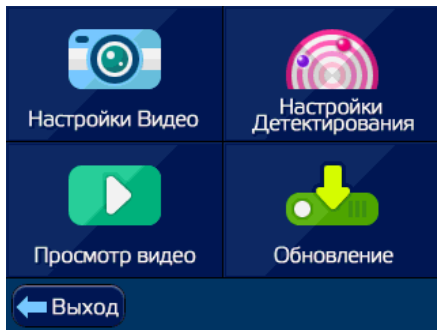 Настройки Видео
Настройки
Детектирования
Просмотр видео
Обновление
Выход